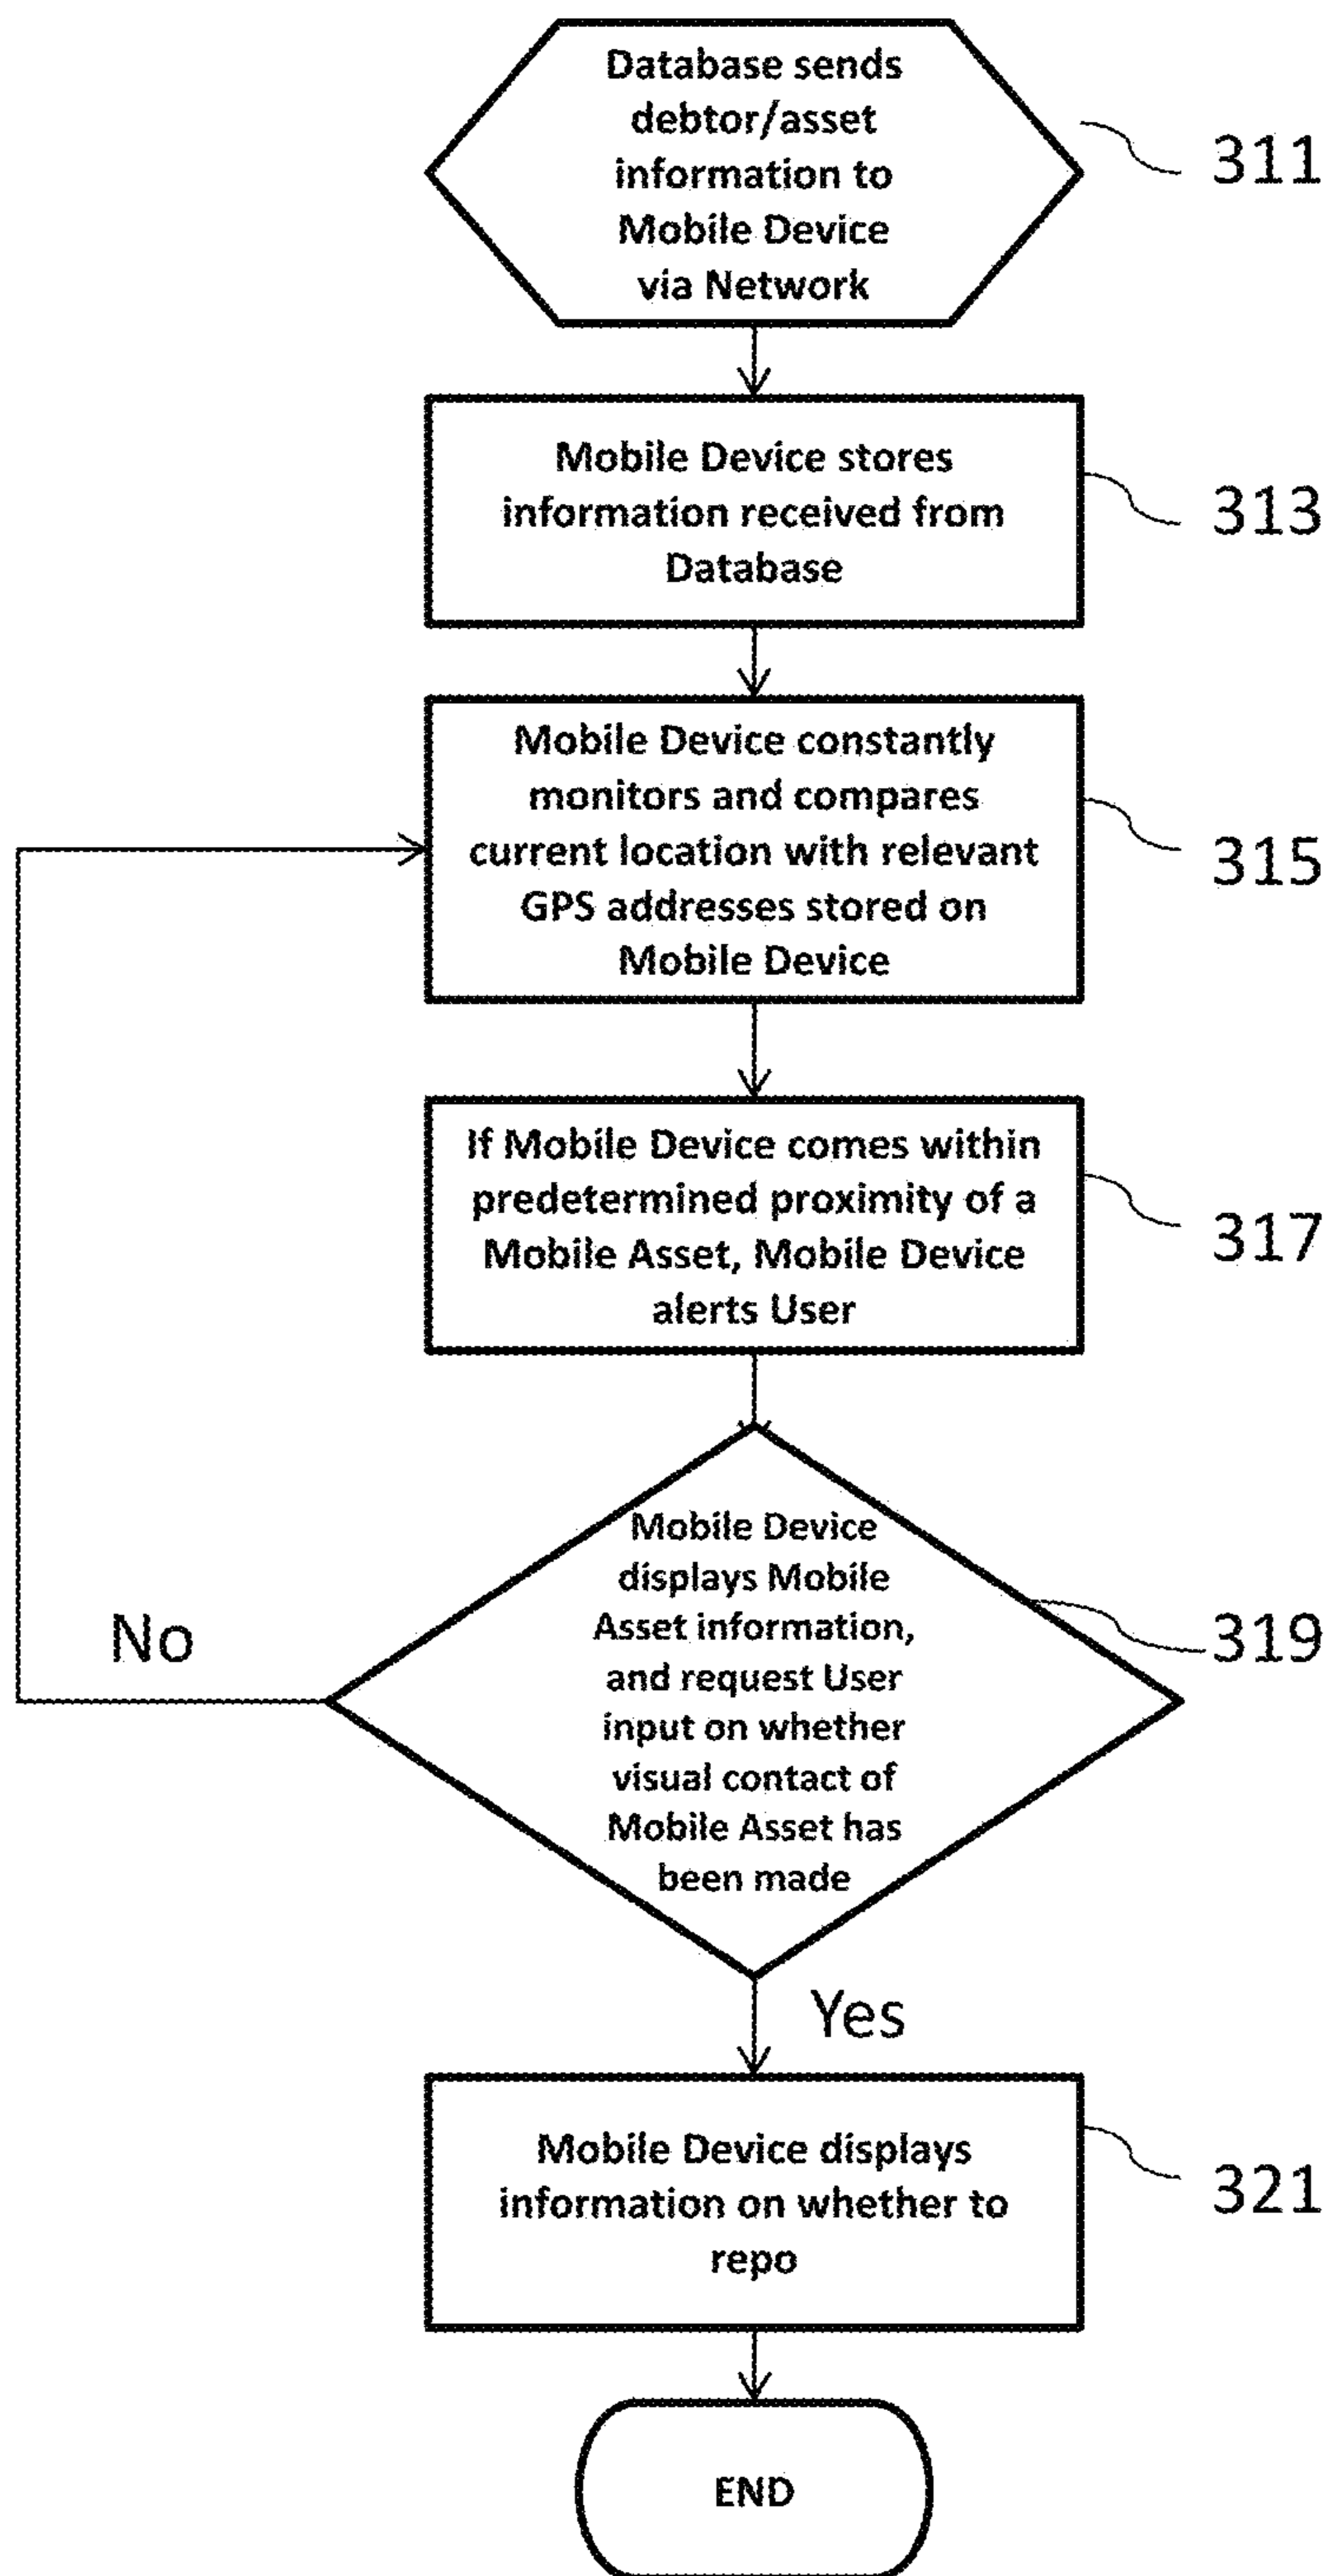 Database sends
debtor/asset
information to
Mobile Device
via Network
311
Mobile Device stores
information received from
Database
313
Mobile Device constantly
monitors and compares
current location with relevant
GPS addresses stored on
Mobile Device
315
If Mobile Device comes within
predetermined proximity of a
Mobile Asset, Mobile Device
alerts User
317
Mobile Device
displays Mobile
Asset information,
and request User
input on whether
visual contact of
Mobile Asset has
been made
319
No
Yes
Mobile Device displays
information on whether to
repo
321
END